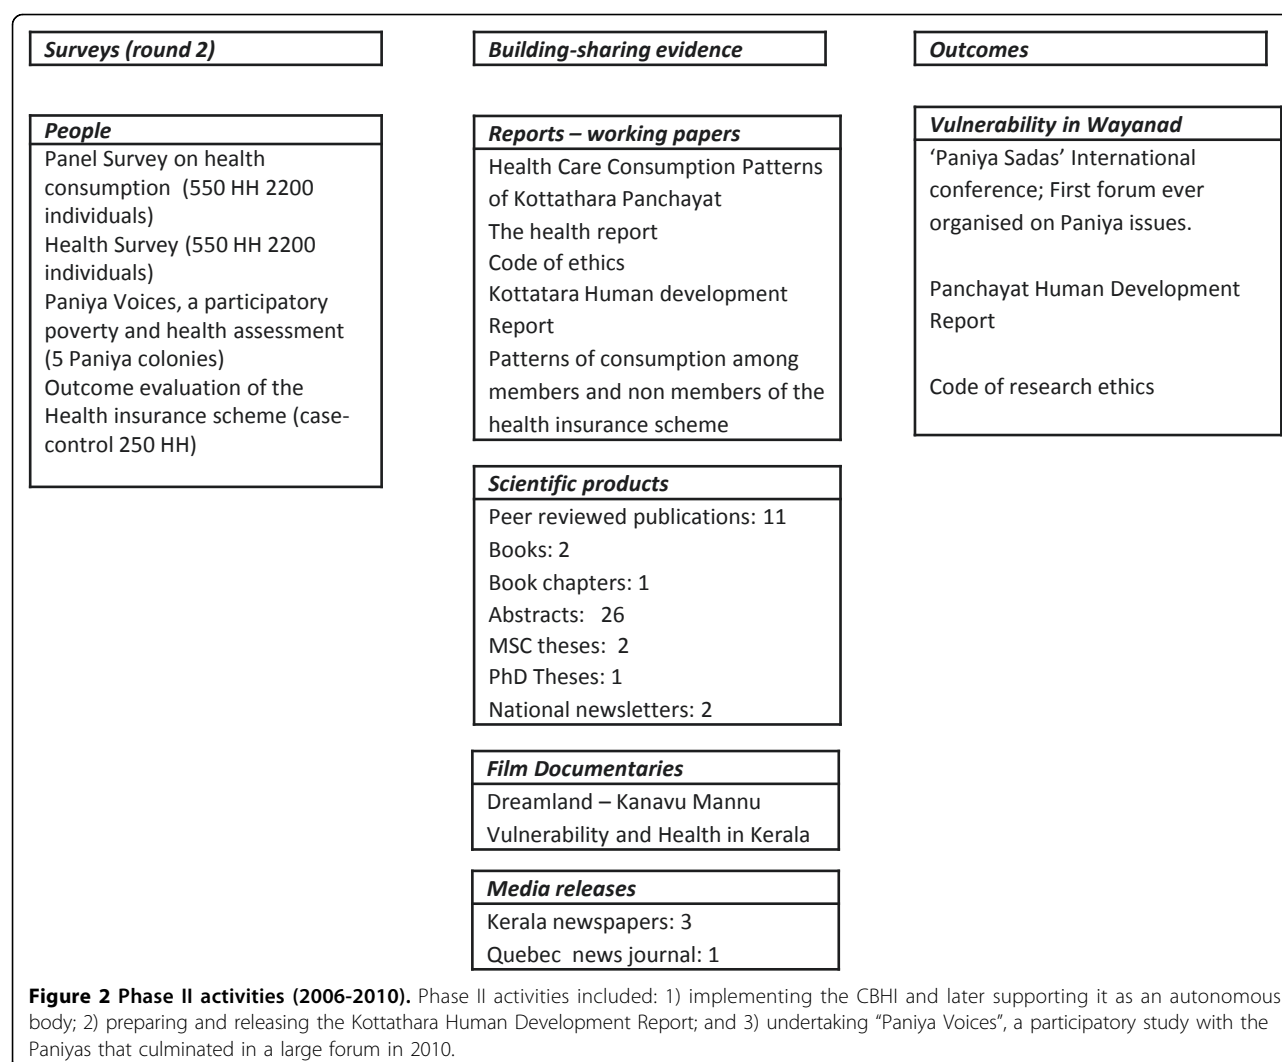 Surveys (round 2)
People
Panel Survey on health
consumption  (550 HH 2200
individuals)
Health Survey (550 HH 2200
individuals)
Paniya Voices, a participatory
poverty and health assessment
(5 Paniya colonies)
Outcome evaluation of the
Health insurance scheme (case-
control 250 HH)
Building-sharing evidence
Reports – working papers
Health Care Consumption Patterns
of Kottathara Panchayat
The health report
Code of ethics
Kottatara Human development
Report
Patterns of consumption among
members and non members of the
health insurance scheme
Scientific products
Peer reviewed publications: 11
Books: 2
Book chapters: 1
Abstracts:   26
MSC theses:  2
PhD Theses: 1
National newsletters: 2
Film Documentaries
Dreamland – Kanavu Mannu
Vulnerability and Health in Kerala
Media releases
Kerala newspapers: 3
Quebec  news journal: 1
Outcomes
Vulnerability in Wayanad
‘Paniya Sadas’ International
conference; First forum ever
organised on Paniya issues.
Panchayat Human Development
Report
Code of research ethics
Figure 2 Phase II activities (2006-2010). Phase II activities included: 1) implementing the CBHI and later supporting it as an autonomous
body; 2) preparing and releasing the Kottathara Human Development Report; and 3) undertaking “Paniya Voices”, a participatory study with the
Paniyas that culminated in a large forum in 2010.